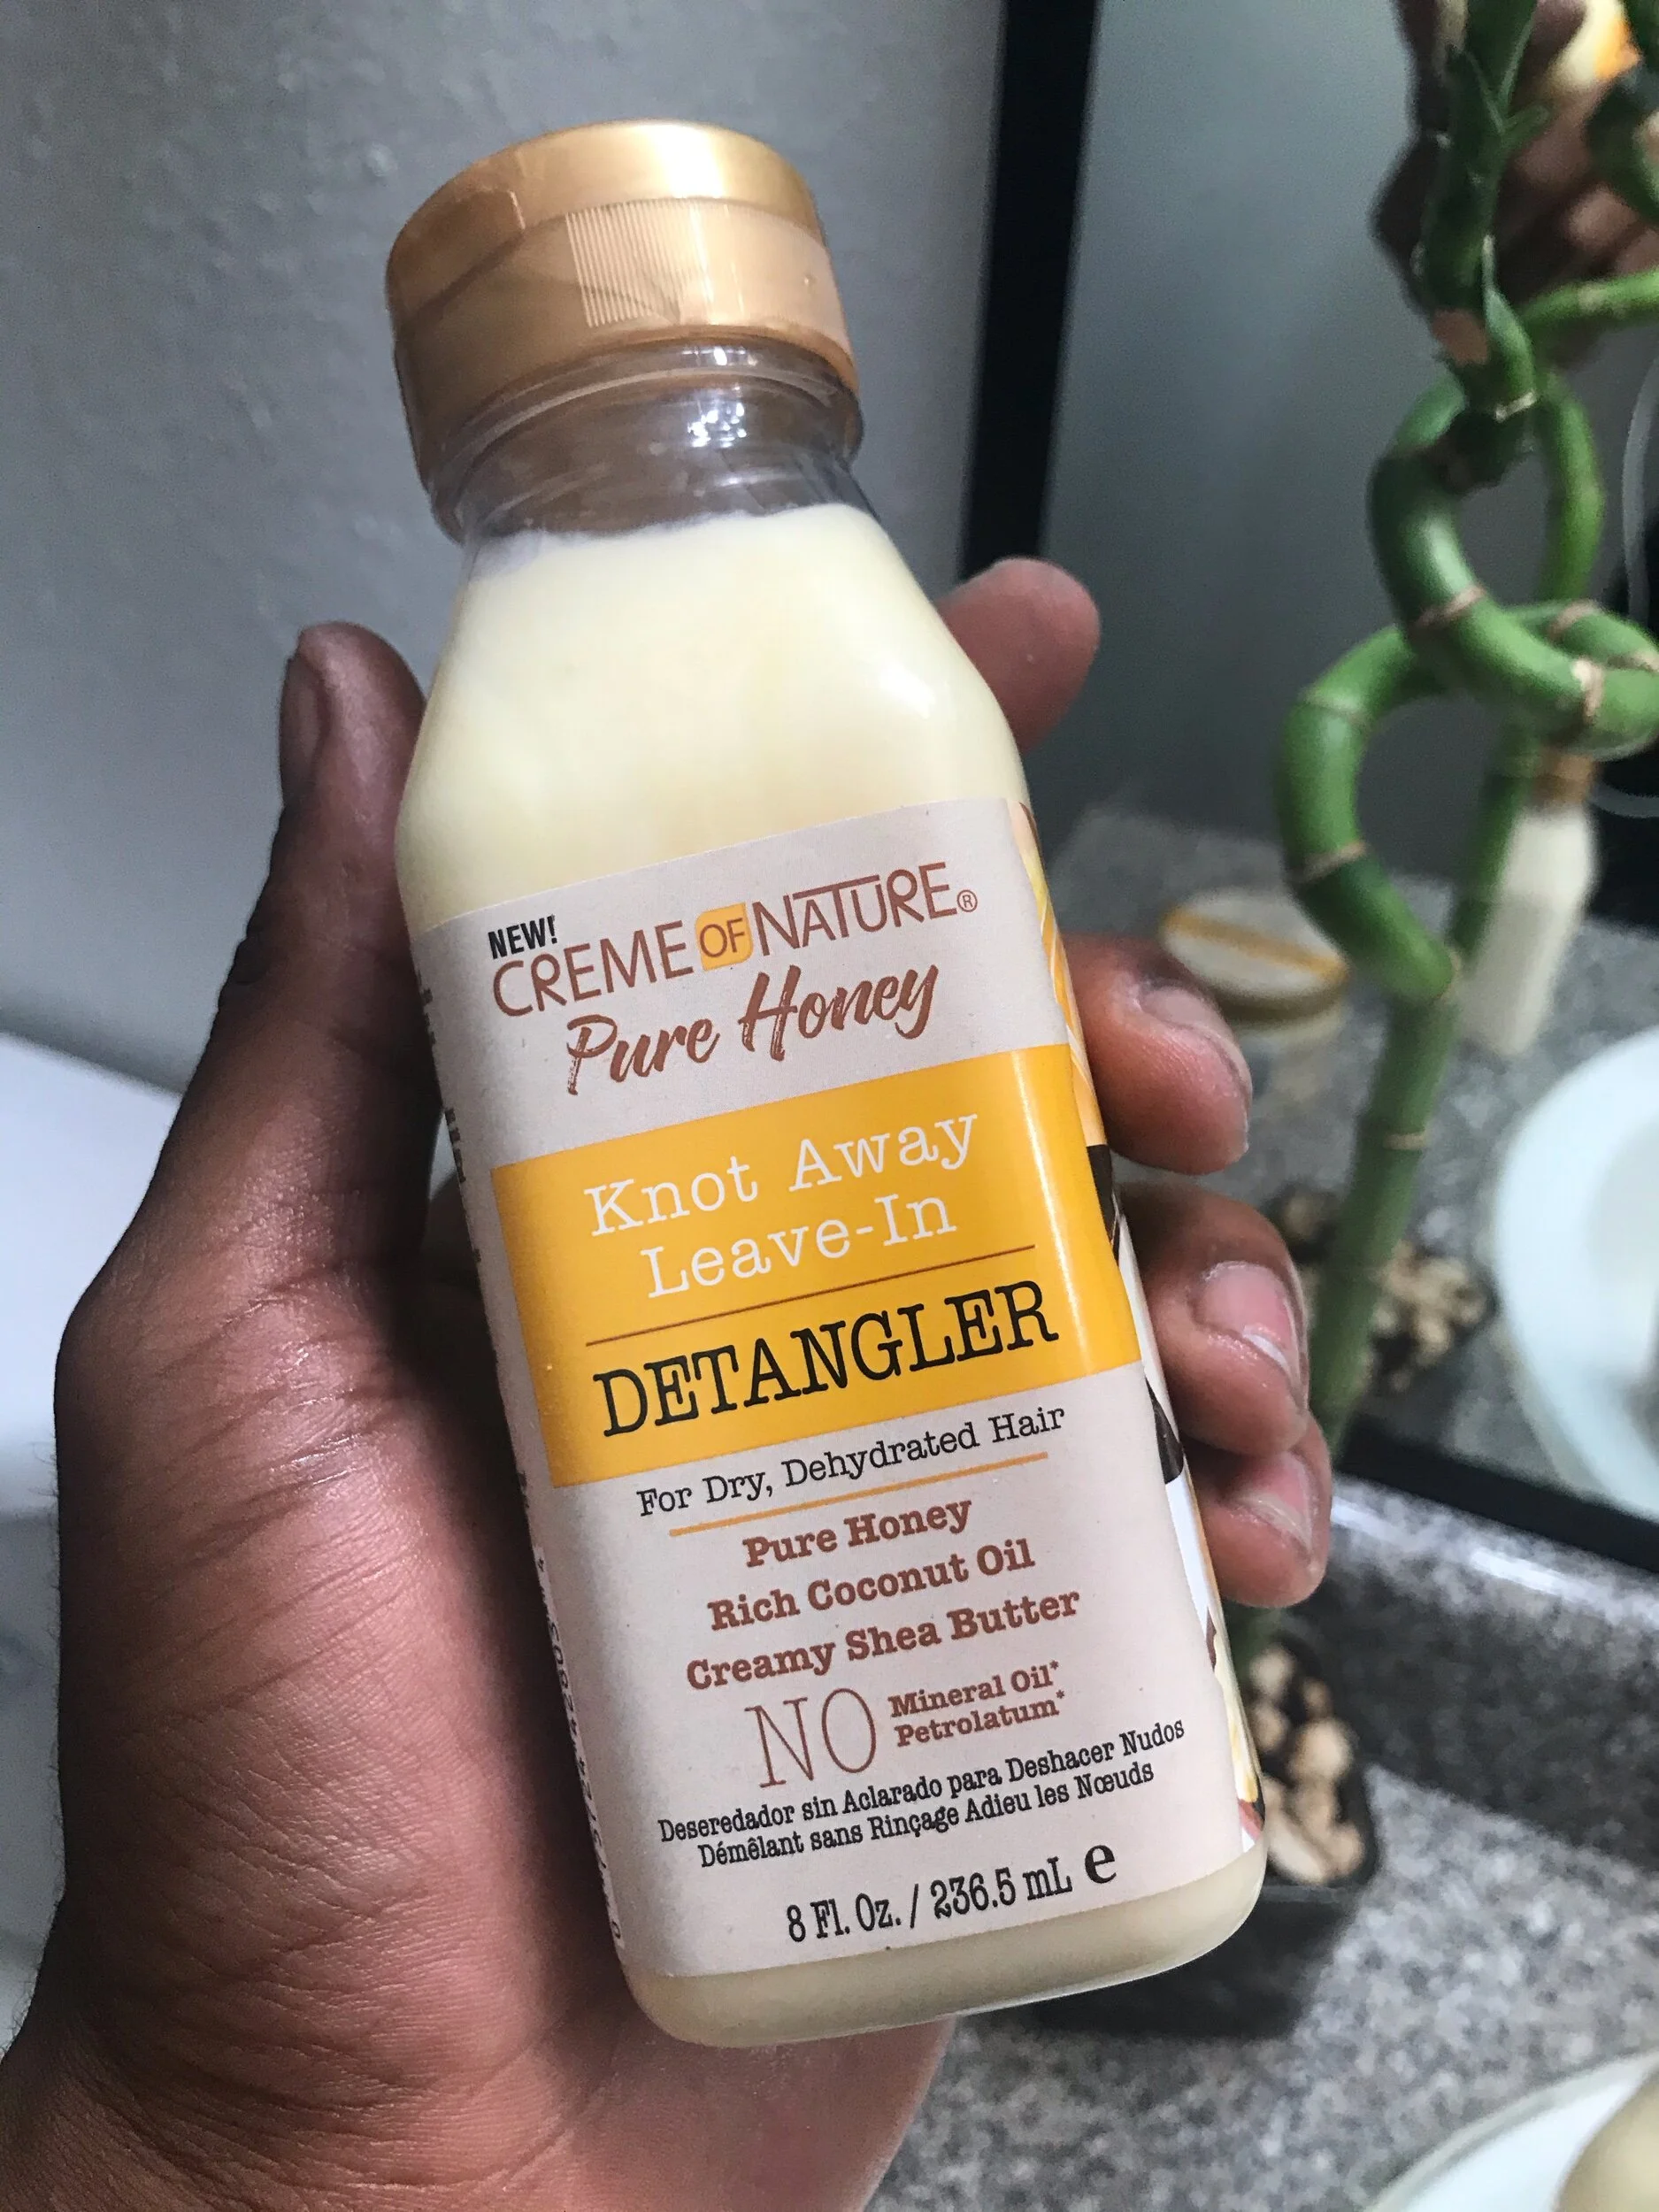 NEW!
CREME OF NATURE®
Pure Honey
Knot Away
Leave-In
DETANGLER
For Dry, Dehydrated Hair
Pure Honey
Rich Coconut Oil
Creamy Shea Butter
NO Mineral Oil*
Petrolatum*
Deseredador sin Aclarado para Deshacer Nudos
Démêlant sans Rinçage Adieu les Nœuds
8 Fl. Oz. / 236.5 mL e